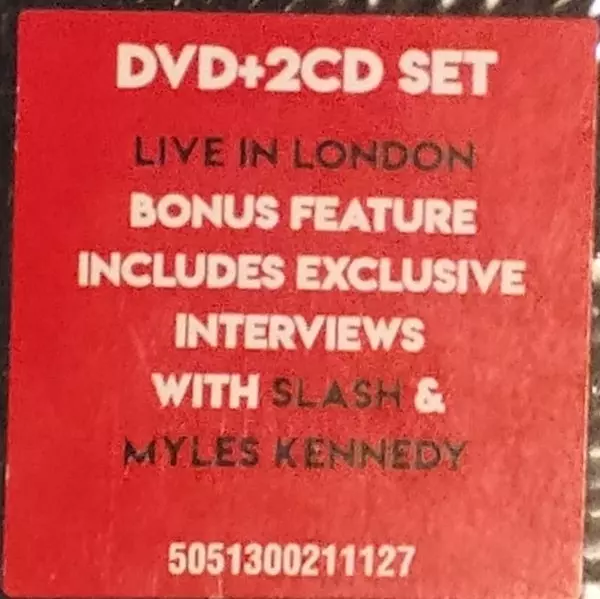 DVD+2CD SET
LIVE IN LONDON
BONUS FEATURE
INCLUDES EXCLUSIVE
INTERVIEWS
WITH SLASH &
MYLES KENNEDY
5051300211127